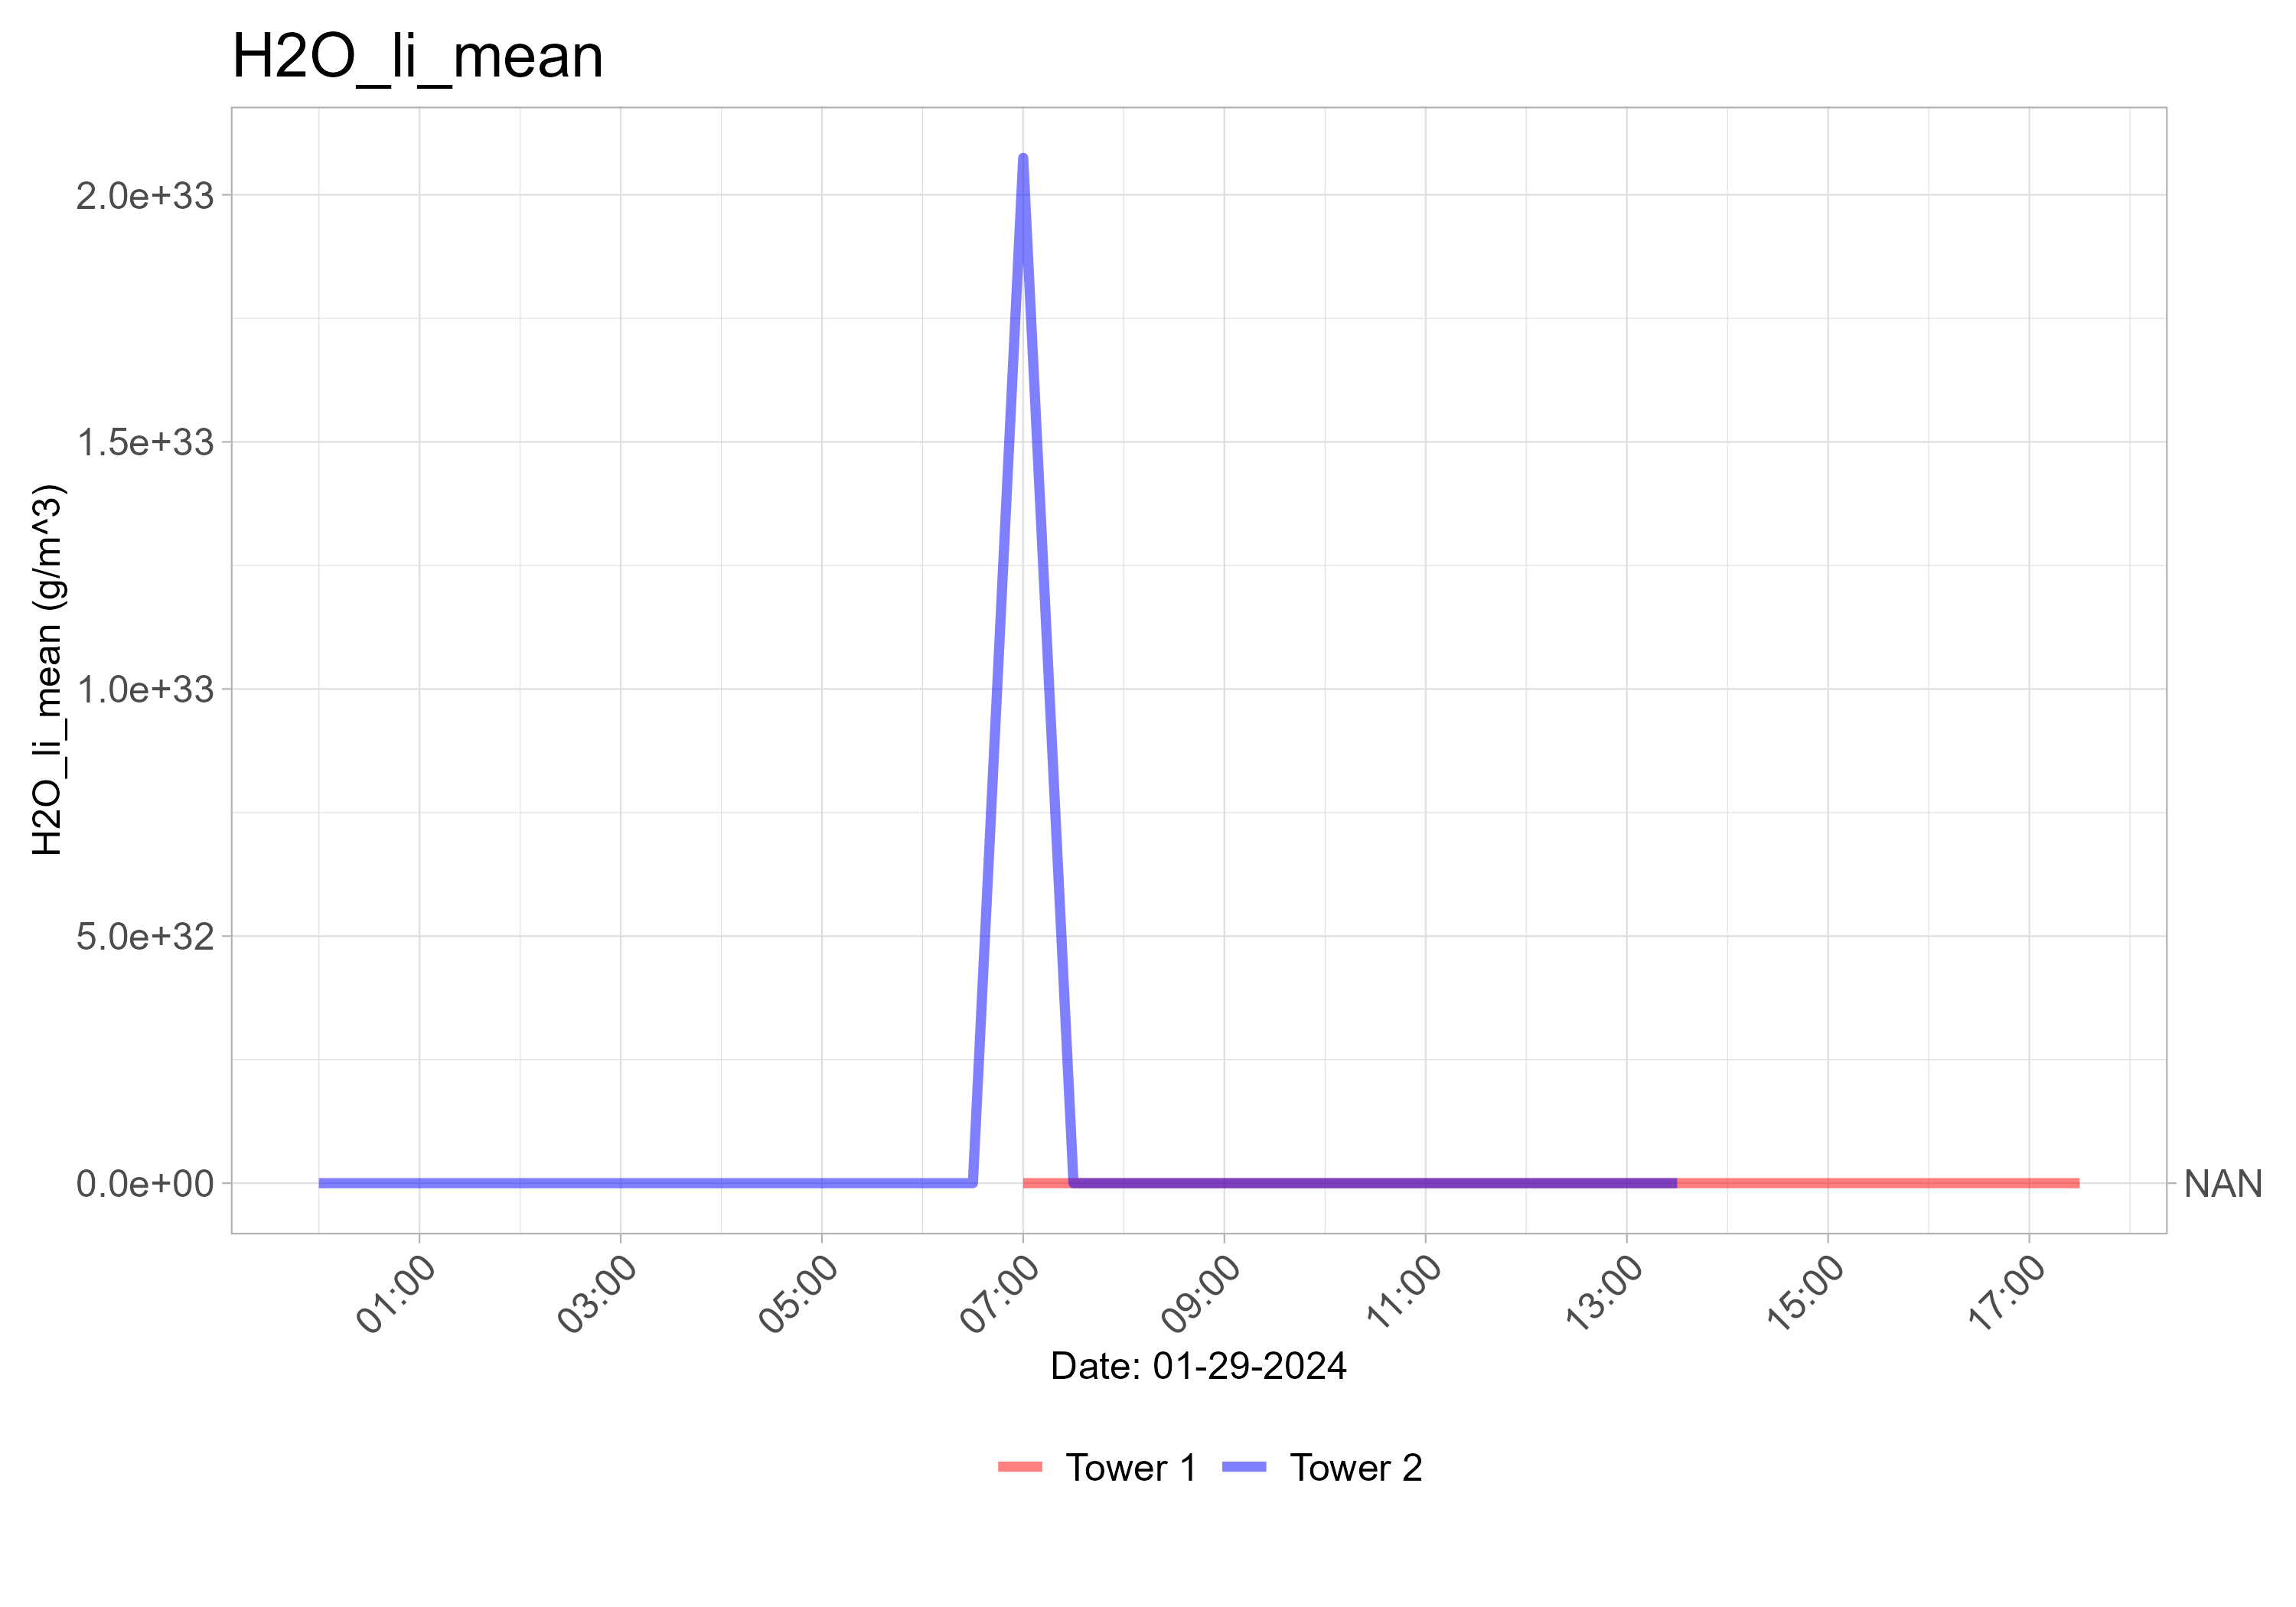 H2O_li_mean
H2O_li_mean (g/m^3)
2.0e+33
1.5e+33
1.0e+33
5.0e+32
0.0e+00
NAN
01:00
03:00
05:00
07:00
09:00
11:00
13:00
15:00
17:00
Date: 01-29-2024
Tower 1
Tower 2